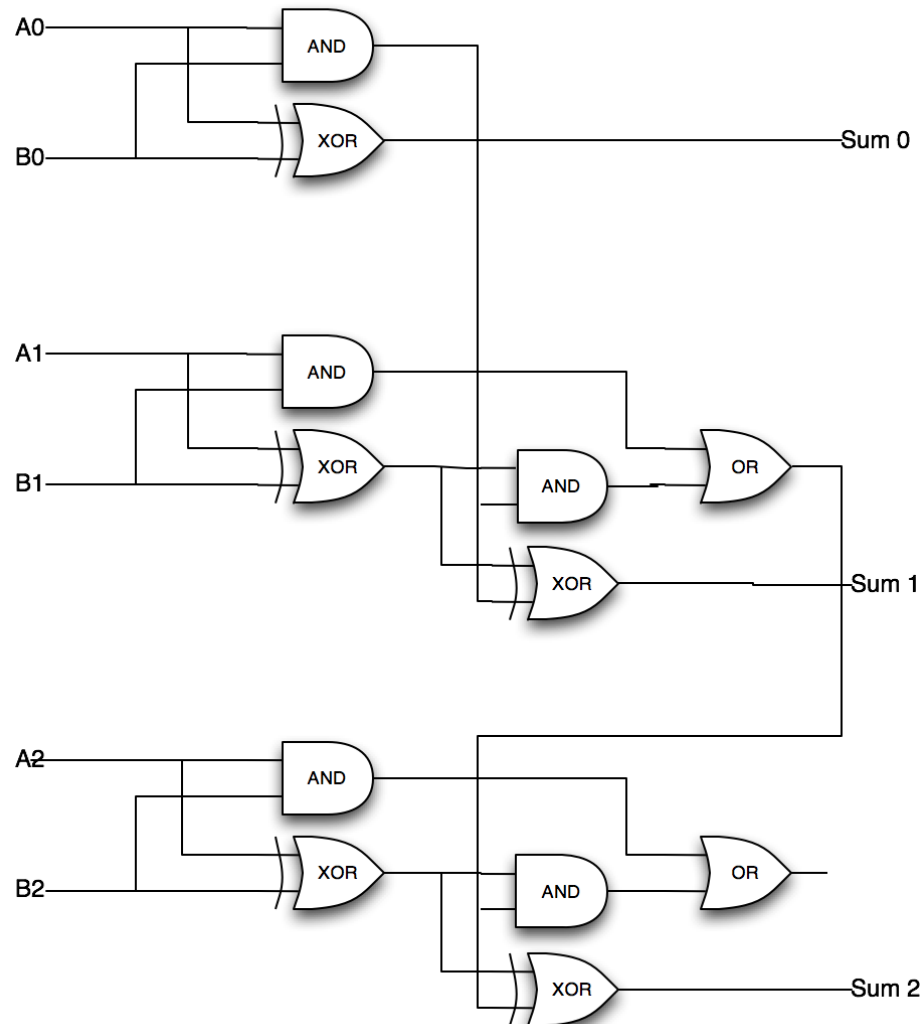 A0
AND
XOR
Sum 0
B0
A1
AND
XOR
OR
B1
AND
XOR
Sum 1
A2
AND
XOR
OR
B2
AND
XOR
Sum 2